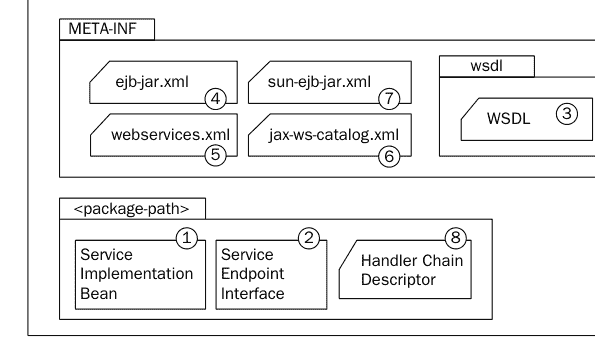 META-INF
ejb-jar.xml
4
sun-ejb-jar.xml
7
wsdl
WSDL
3
webservices.xml
5
jax-ws-catalog.xml
6
<package-path>
1
Service
Implementation
Bean
2
Service
Endpoint
Interface
8
Handler Chain
Descriptor